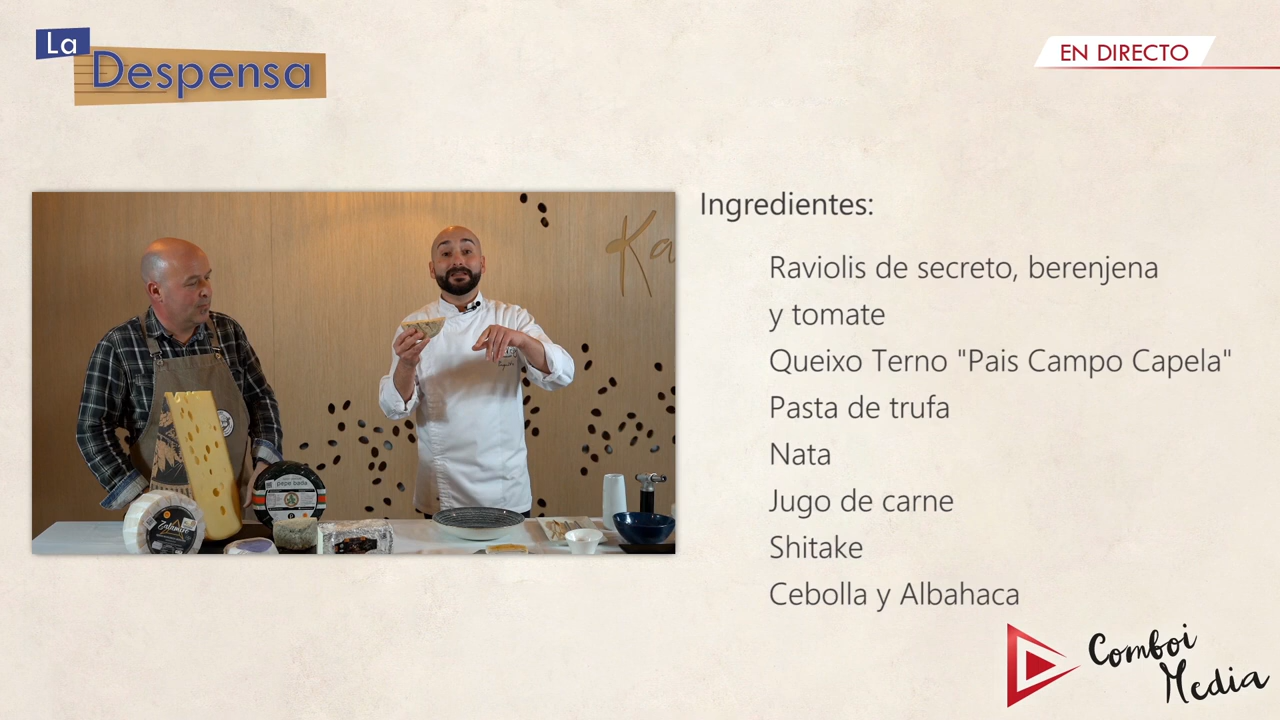 La
Despensa
EN DIRECTO
Ka
Ingredientes:
Raviolis de secreto, berenjena
y tomate
Queixo Terno "Pais Campo Capela"
Pasta de trufa
Nata
Jugo de carne
Shitake
Cebolla y Albahaca
Comboi
Media